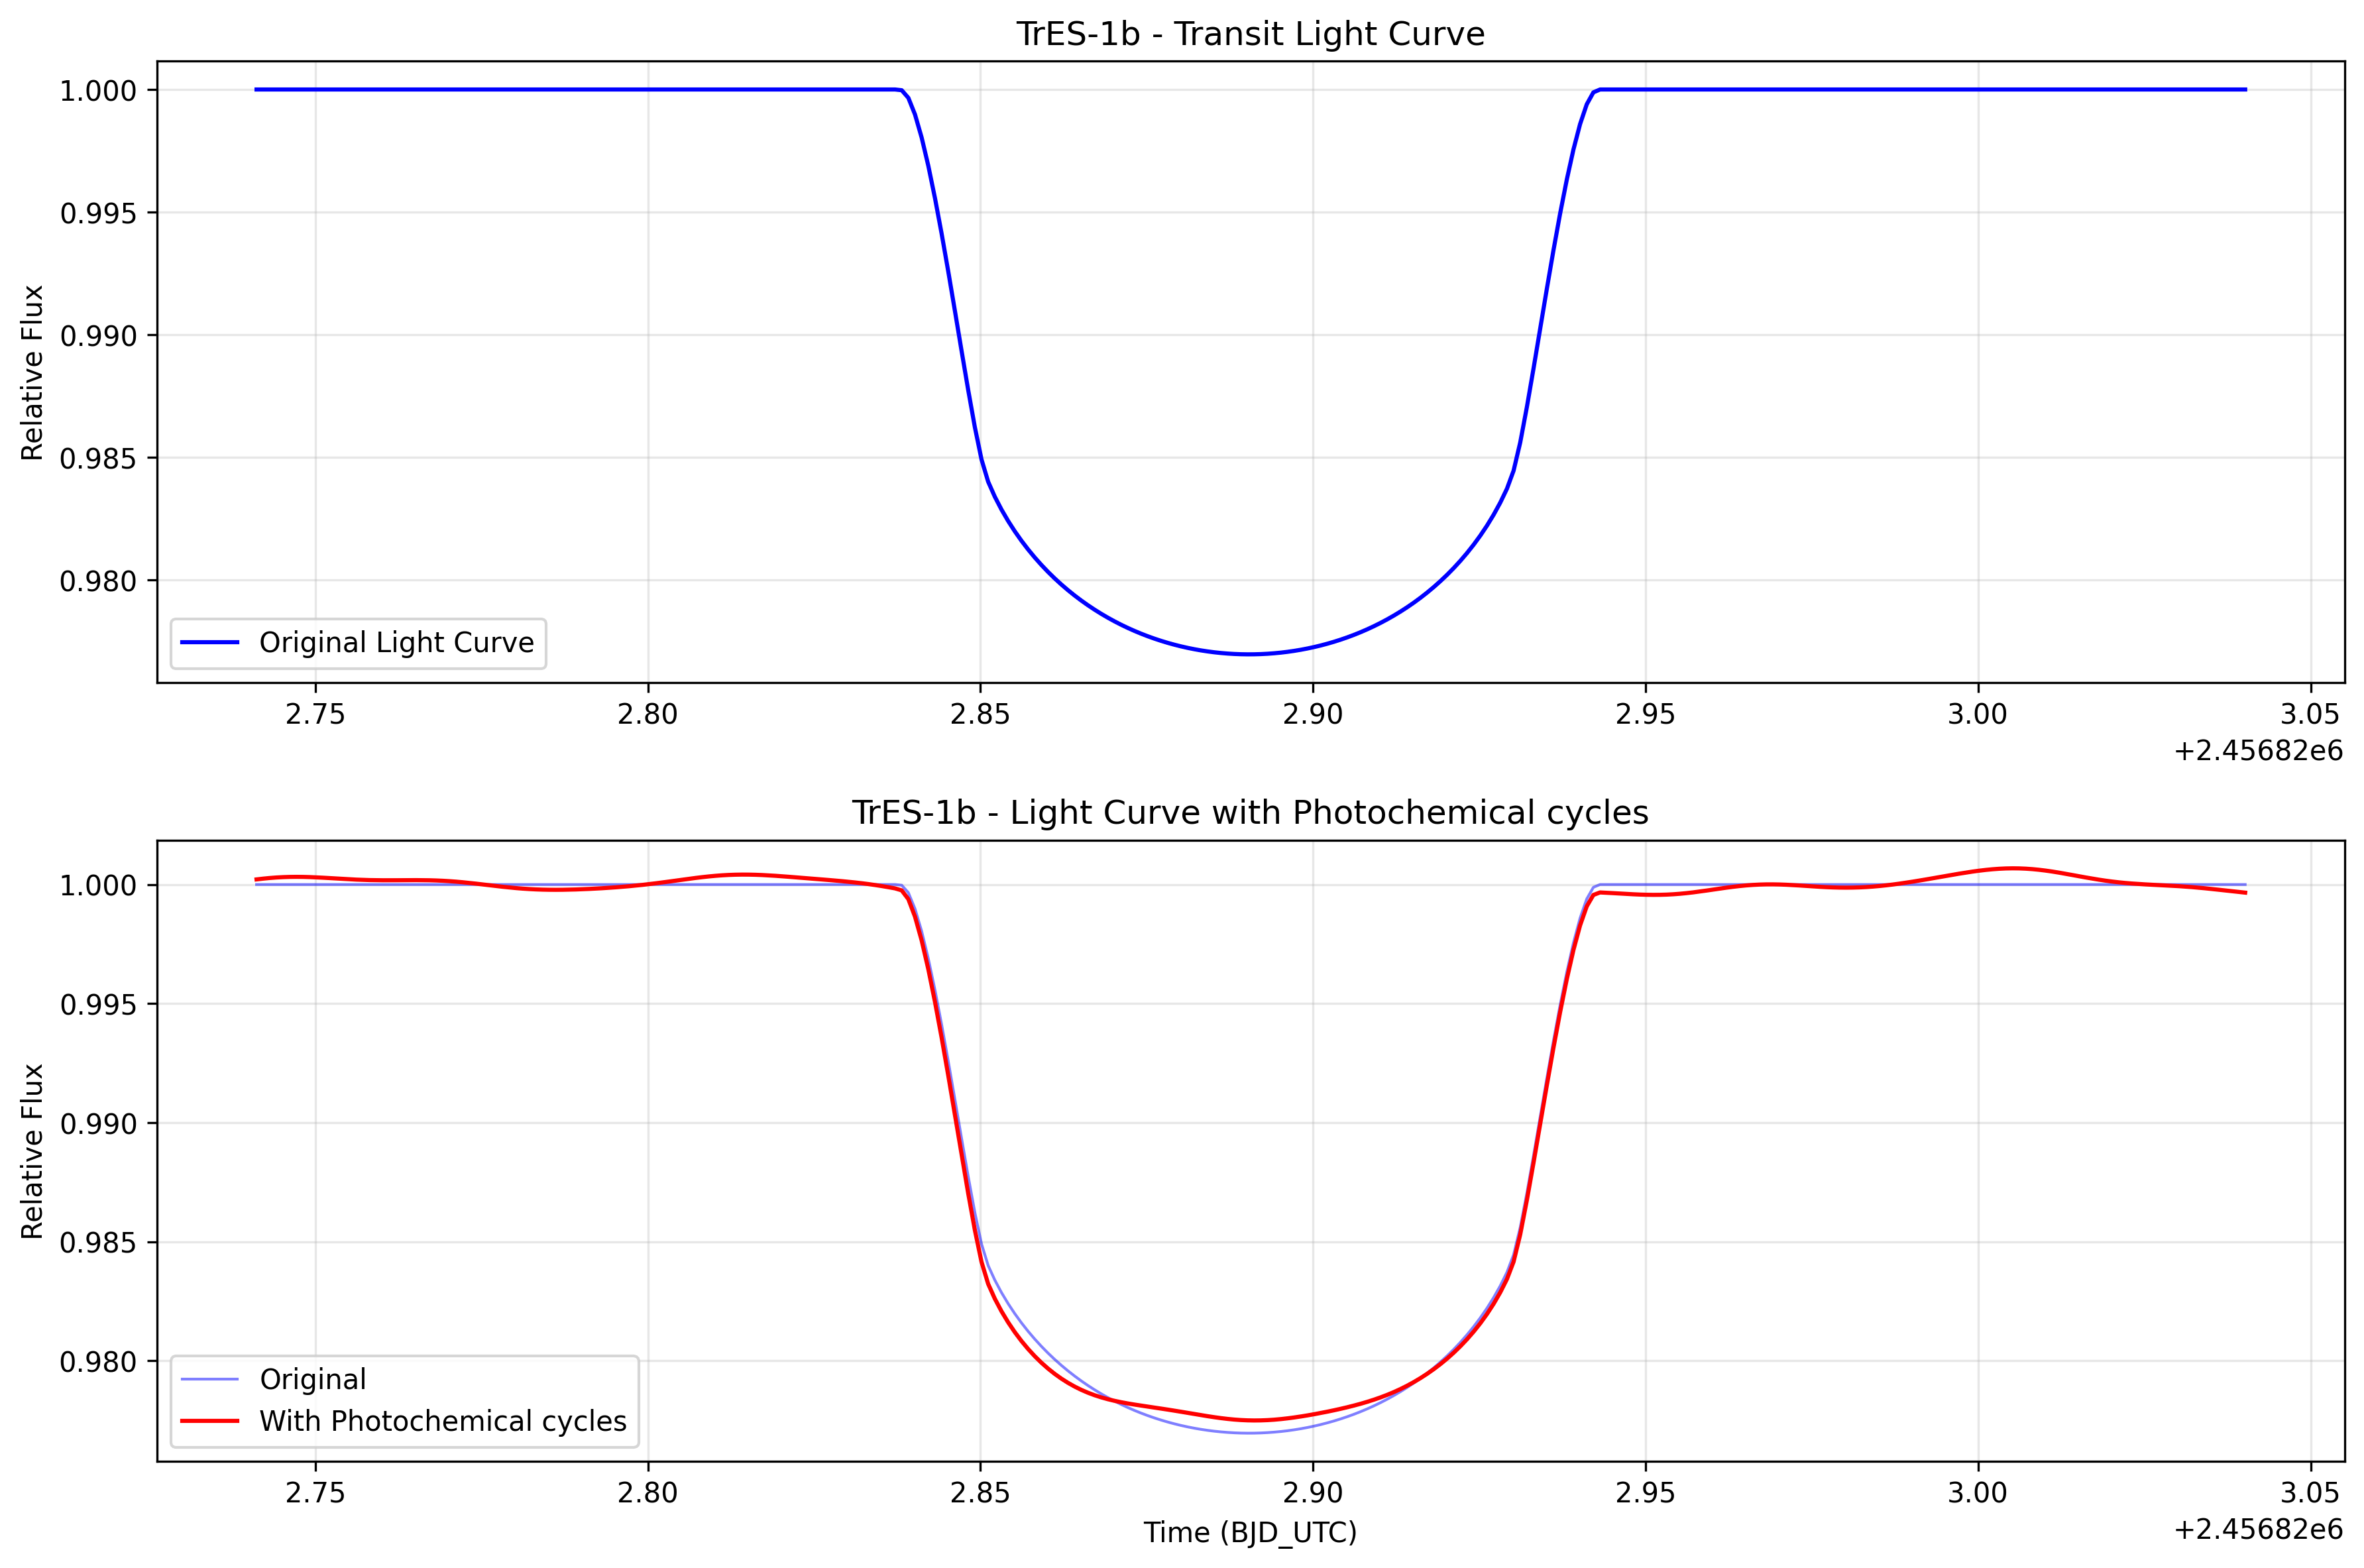 TrES-1b - Transit Light Curve
Relative Flux
1.000
0.995
0.990
0.985
0.980
Original Light Curve
2.75 2.80 2.85 2.90 2.95 3.00 3.05
+2.45682e6
TrES-1b - Light Curve with Photochemical cycles
Relative Flux
1.000
0.995
0.990
0.985
0.980
Original
With Photochemical cycles
2.75 2.80 2.85 2.90 2.95 3.00 3.05
+2.45682e6
Time (BJD_UTC)